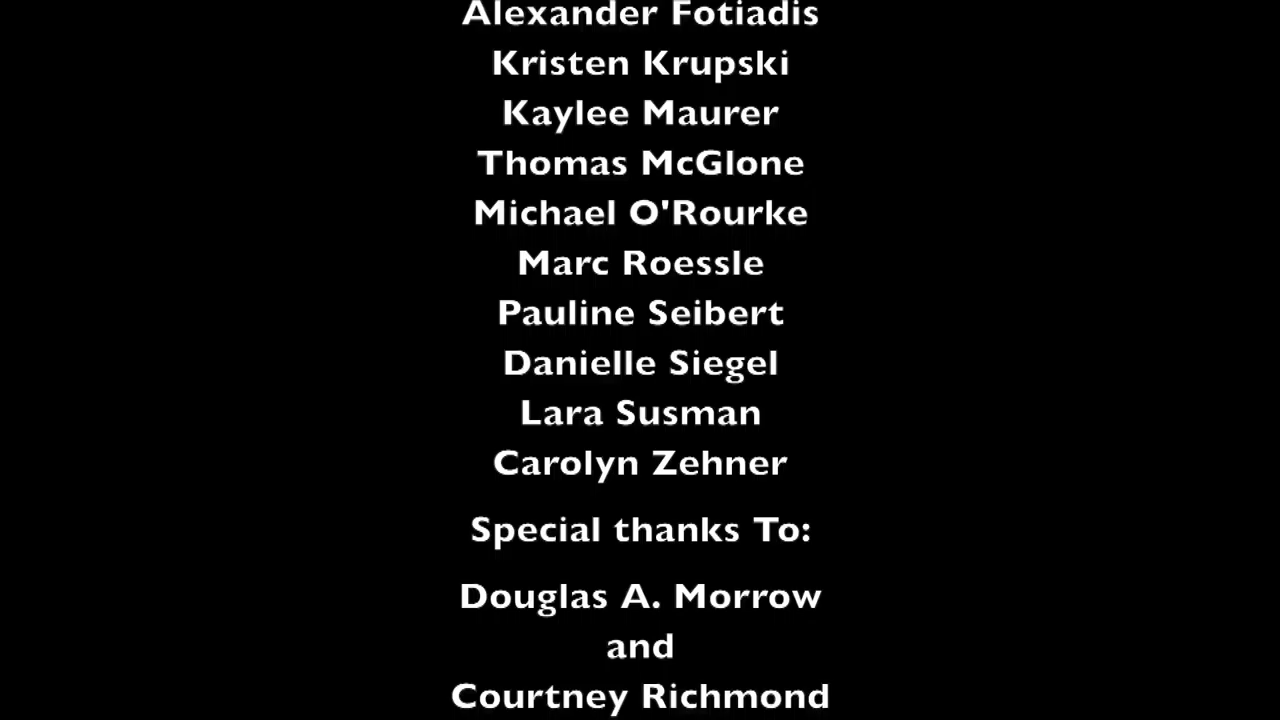 Alexander Fotiadis
Kristen Krupski
Kaylee Maurer
Thomas McGlone
Michael O'Rourke
Marc Roessle
Pauline Seibert
Danielle Siegel
Lara Susman
Carolyn Zehner
Special thanks To:
Douglas A. Morrow
and
Courtney Richmond